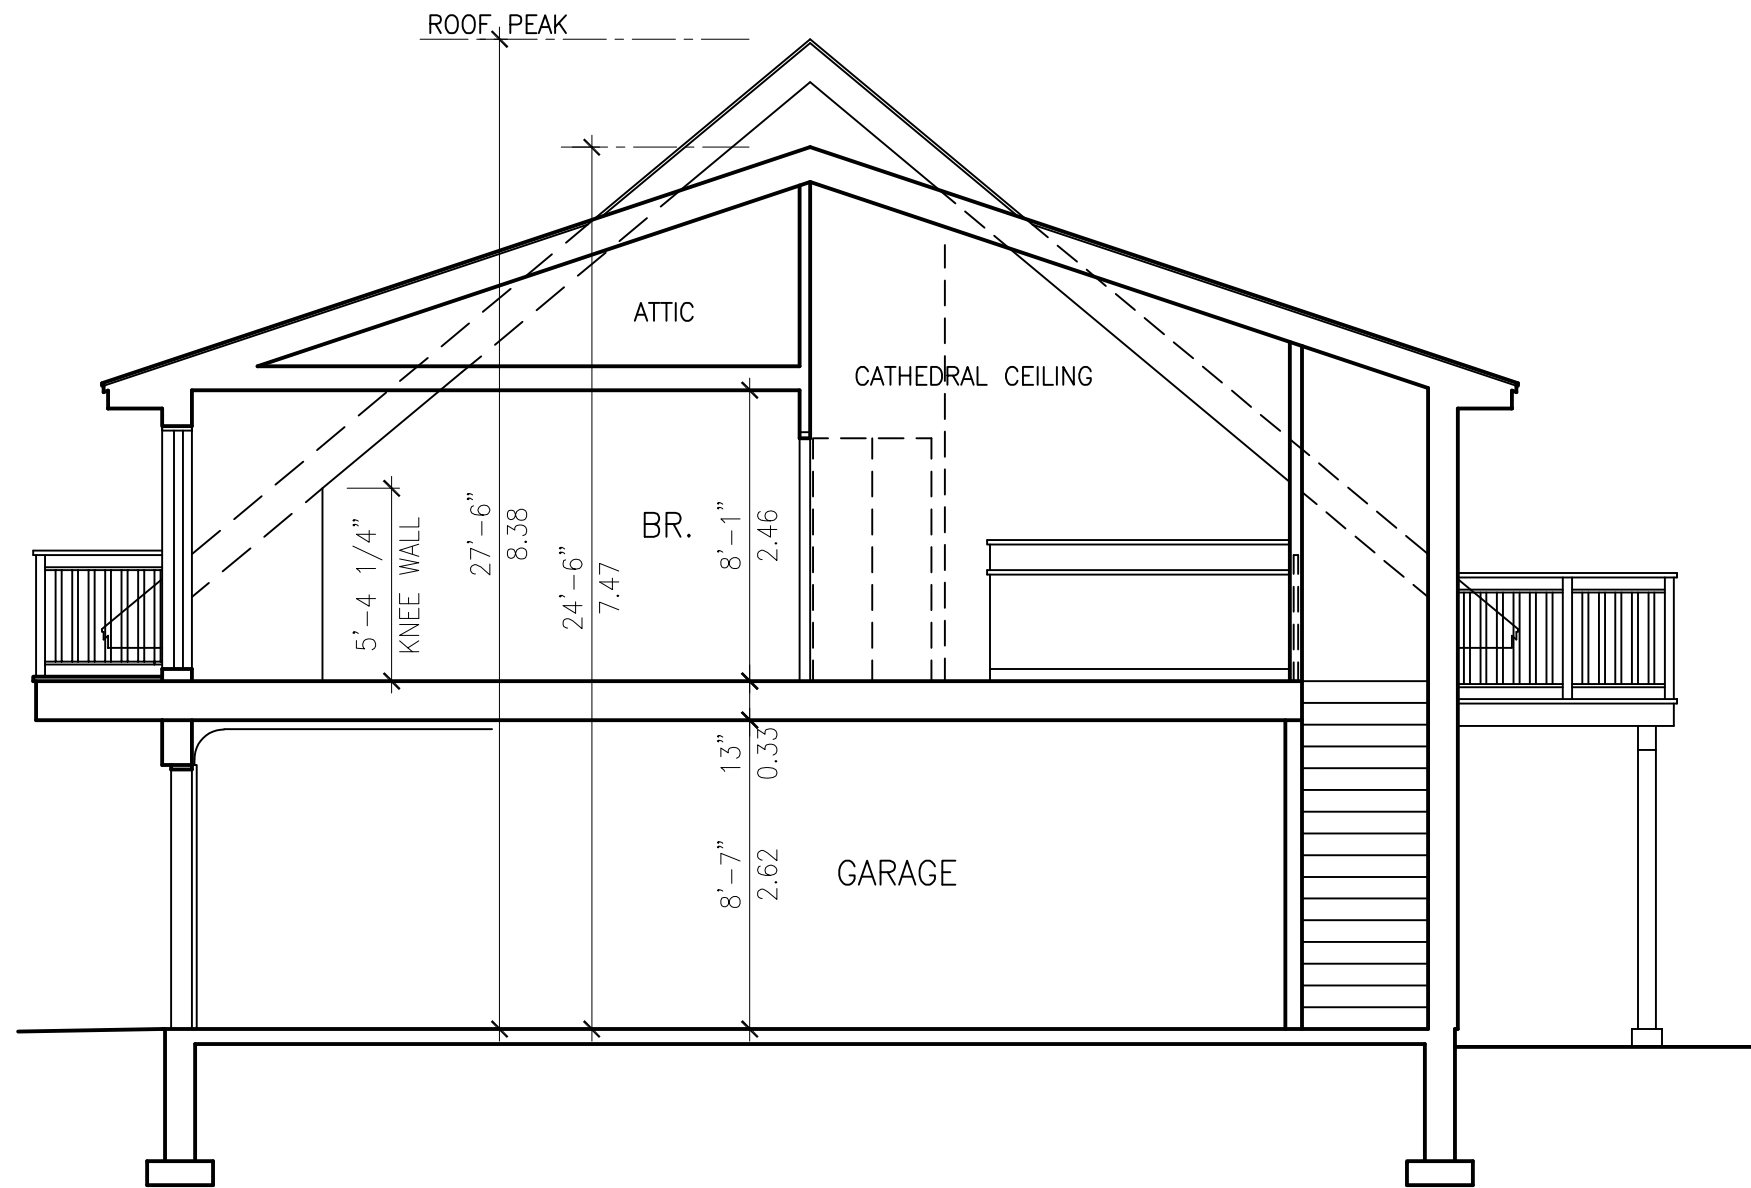 ROOF PEAK
ATTIC
CATHEDRAL CEILING
5'-4 1/4"
KNEE WALL
27'-6"
8.38
24'-6"
7.47
BR.
8'-1"
2.46
13"
0.33
8'-7"
2.62
GARAGE